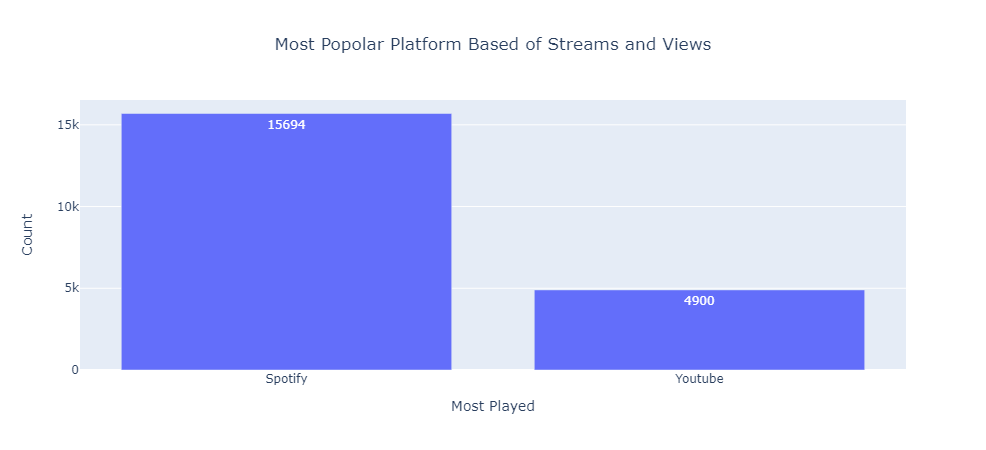 Most Popolar Platform Based of Streams and Views
15k
10k
5k
0
Count
15694
4900
Spotify
Youtube
Most Played